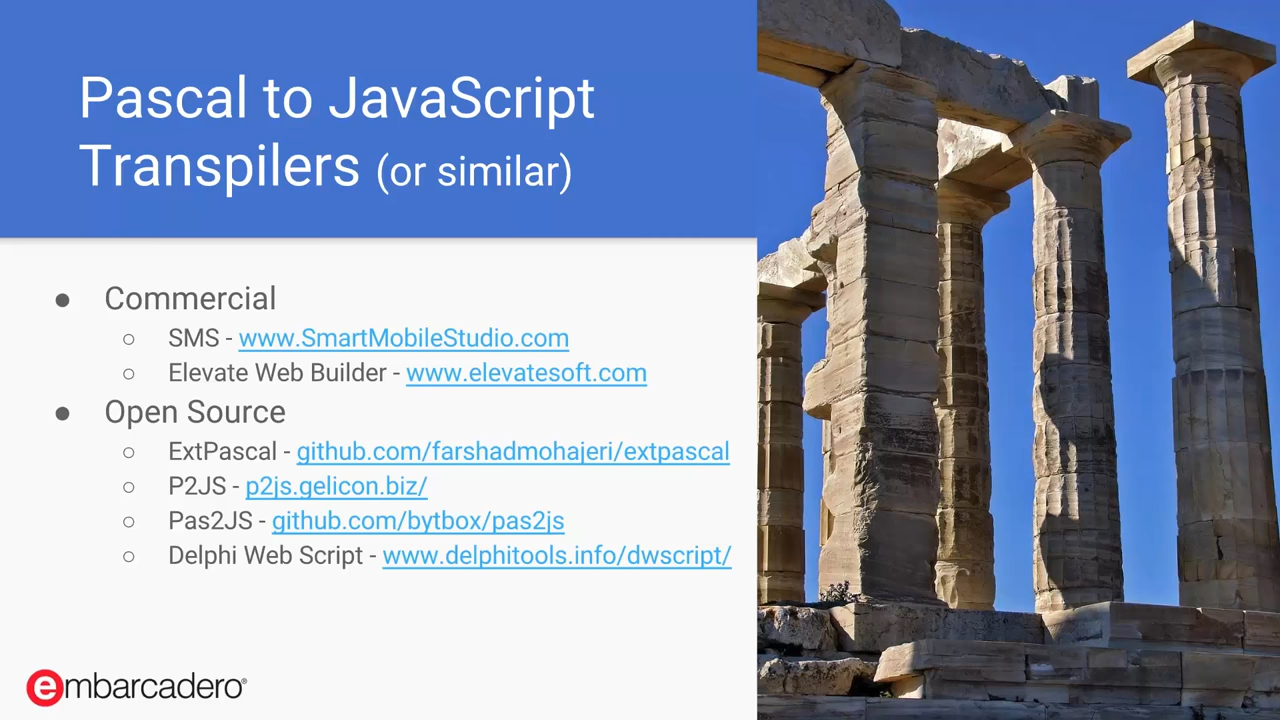 Pascal to JavaScript
Transpilers (or similar)
● Commercial
○ SMS - www.SmartMobileStudio.com
○ Elevate Web Builder - www.elevatesoft.com
● Open Source
○ ExtPascal - github.com/farshadmohajeri/extpascal
○ P2JS - p2js.gelicon.biz/
○ Pas2JS - github.com/bytbox/pas2js
○ Delphi Web Script - www.delphitools.info/dwscript/
embarcadero®